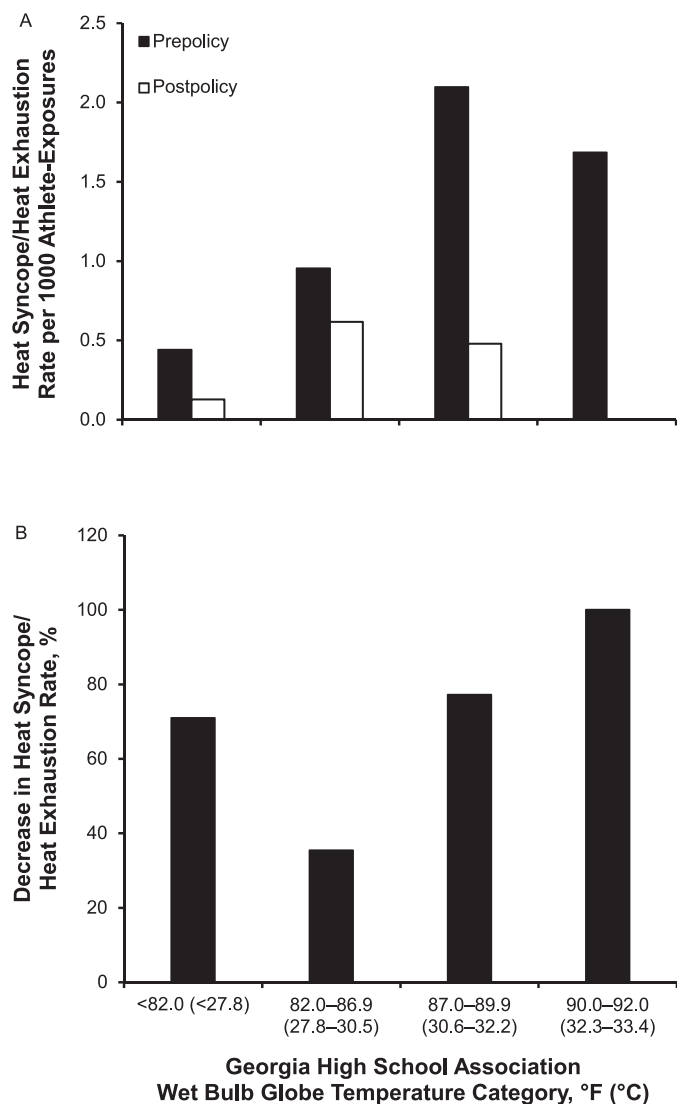 A
Heat Syncope/Heat Exhaustion
Rate per 1000 Athlete-Exposures
2.5
2.0
1.5
1.0
0.5
0.0
Prepolicy
Postpolicy
B
Decrease in Heat Syncope/
Heat Exhaustion Rate, %
120
100
80
60
40
20
0
<82.0 (<27.8)
82.0–86.9
(27.8–30.5)
87.0–89.9
(30.6–32.2)
90.0–92.0
(32.3–33.4)
Georgia High School Association
Wet Bulb Globe Temperature Category, °F (°C)